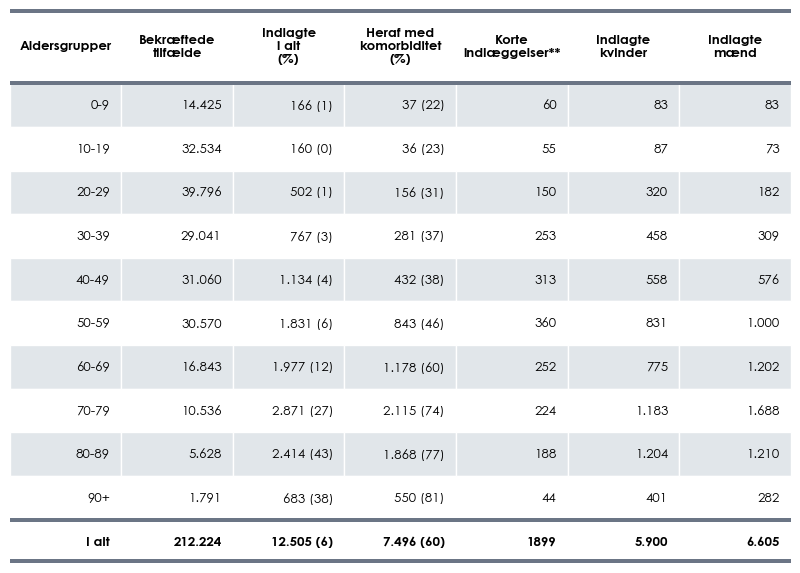 Aldersgrupper Bekræftede tilfælde Indlagte I alt (%) Heraf med komorbiditet (%) Korte indlæggelser** Indlagte kvinder Indlagte mænd
0-9 14.425 166 (1) 37 (22) 60 83 83
10-19 32.534 160 (0) 36 (23) 55 87 73
20-29 39.796 502 (1) 156 (31) 150 320 182
30-39 29.041 767 (3) 281 (37) 253 458 309
40-49 31.060 1.134 (4) 432 (38) 313 558 576
50-59 30.570 1.831 (6) 843 (46) 360 831 1.000
60-69 16.843 1.977 (12) 1.178 (60) 252 775 1.202
70-79 10.536 2.871 (27) 2.115 (74) 224 1.183 1.688
80-89 5.628 2.414 (43) 1.868 (77) 188 1.204 1.210
90+ 1.791 683 (38) 550 (81) 44 401 282
I alt 212.224 12.505 (6) 7.496 (60) 1899 5.900 6.605